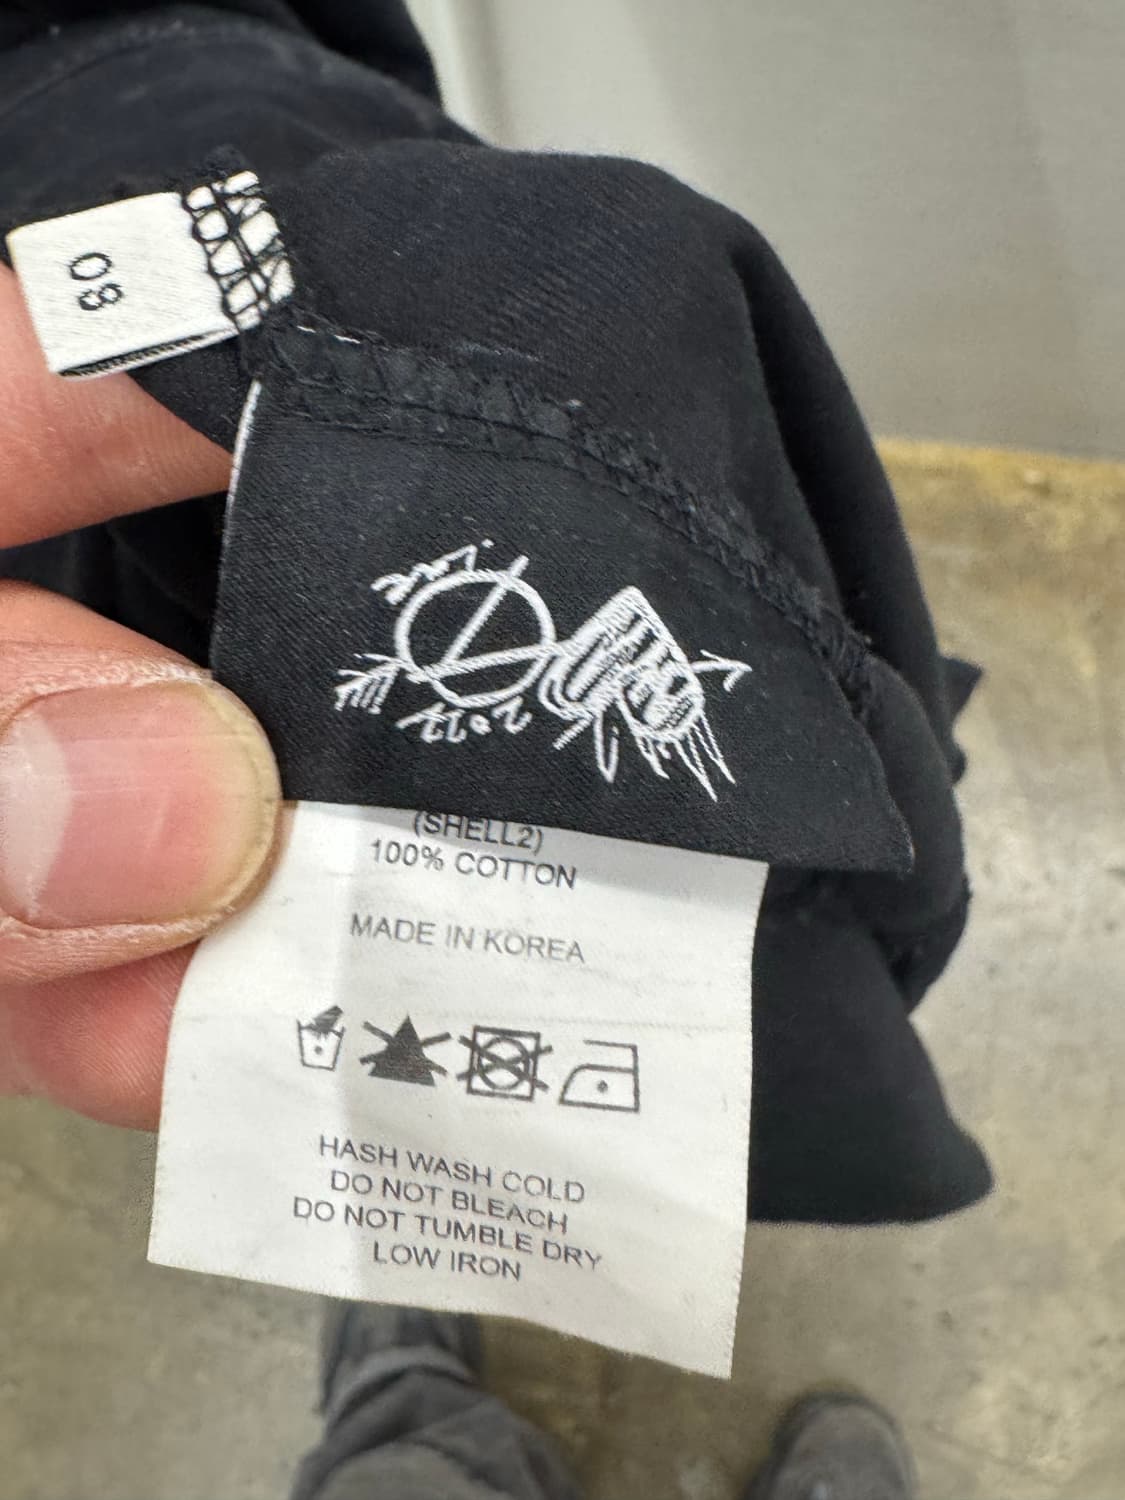 08
(SHELL2)
100% COTTON
MADE IN KOREA
HASH WASH COLD
DO NOT BLEACH
DO NOT TUMBLE DRY
LOW IRON